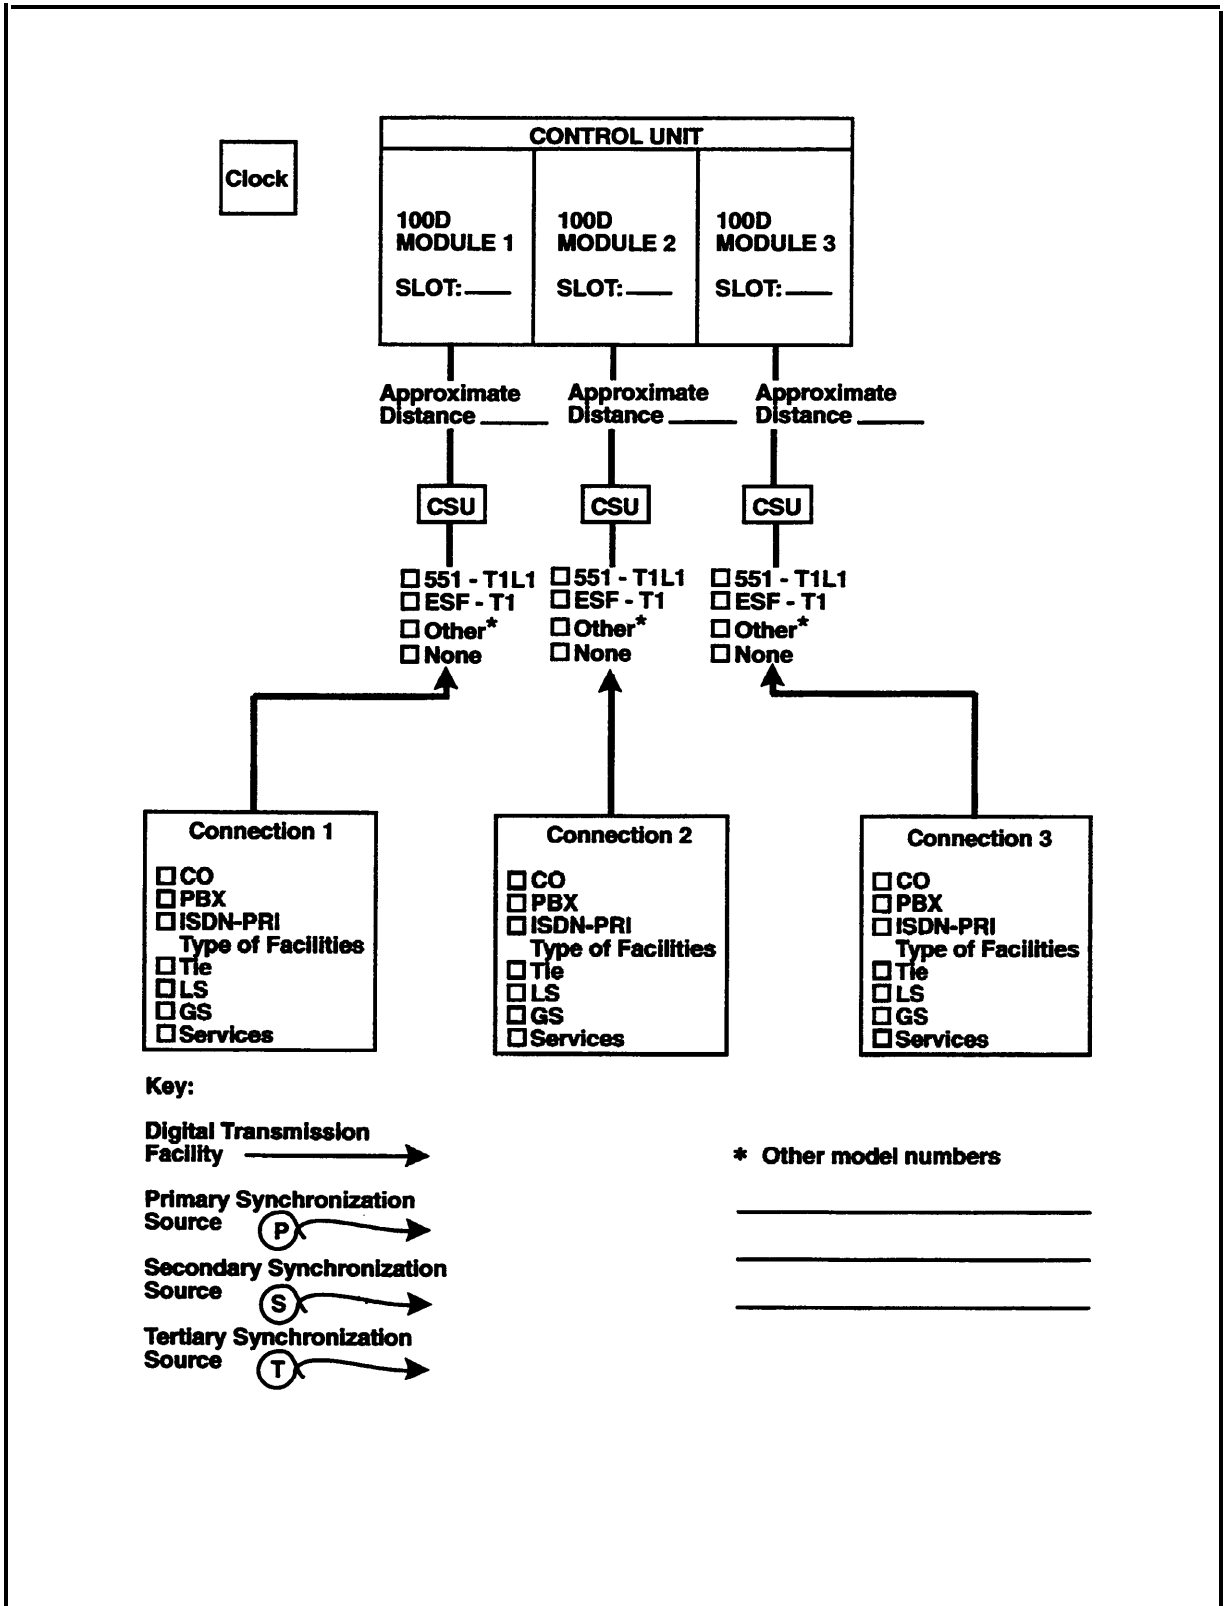 CONTROL UNIT
Clock
100D
MODULE 1
SLOT:
100D
MODULE 2
SLOT:
100D
MODULE 3
SLOT:
Approximate
Distance
Approximate
Distance
Approximate
Distance
CSU
CSU
CSU
551 - T1L1
ESF - T1
Other*
None
551 - T1L1
ESF - T1
Other*
None
551 - T1L1
ESF - T1
Other*
None
Connection 1
CO
PBX
ISDN-PRI
Type of Facilities
Tie
LS
GS
Services
Connection 2
CO
PBX
ISDN-PRI
Type of Facilities
Tie
LS
GS
Services
Connection 3
CO
PBX
ISDN-PRI
Type of Facilities
Tie
LS
GS
Services
Key:
Digital Transmission
Facility
Primary Synchronization
Source P
Secondary Synchronization
Source S
Tertiary Synchronization
Source T
* Other model numbers